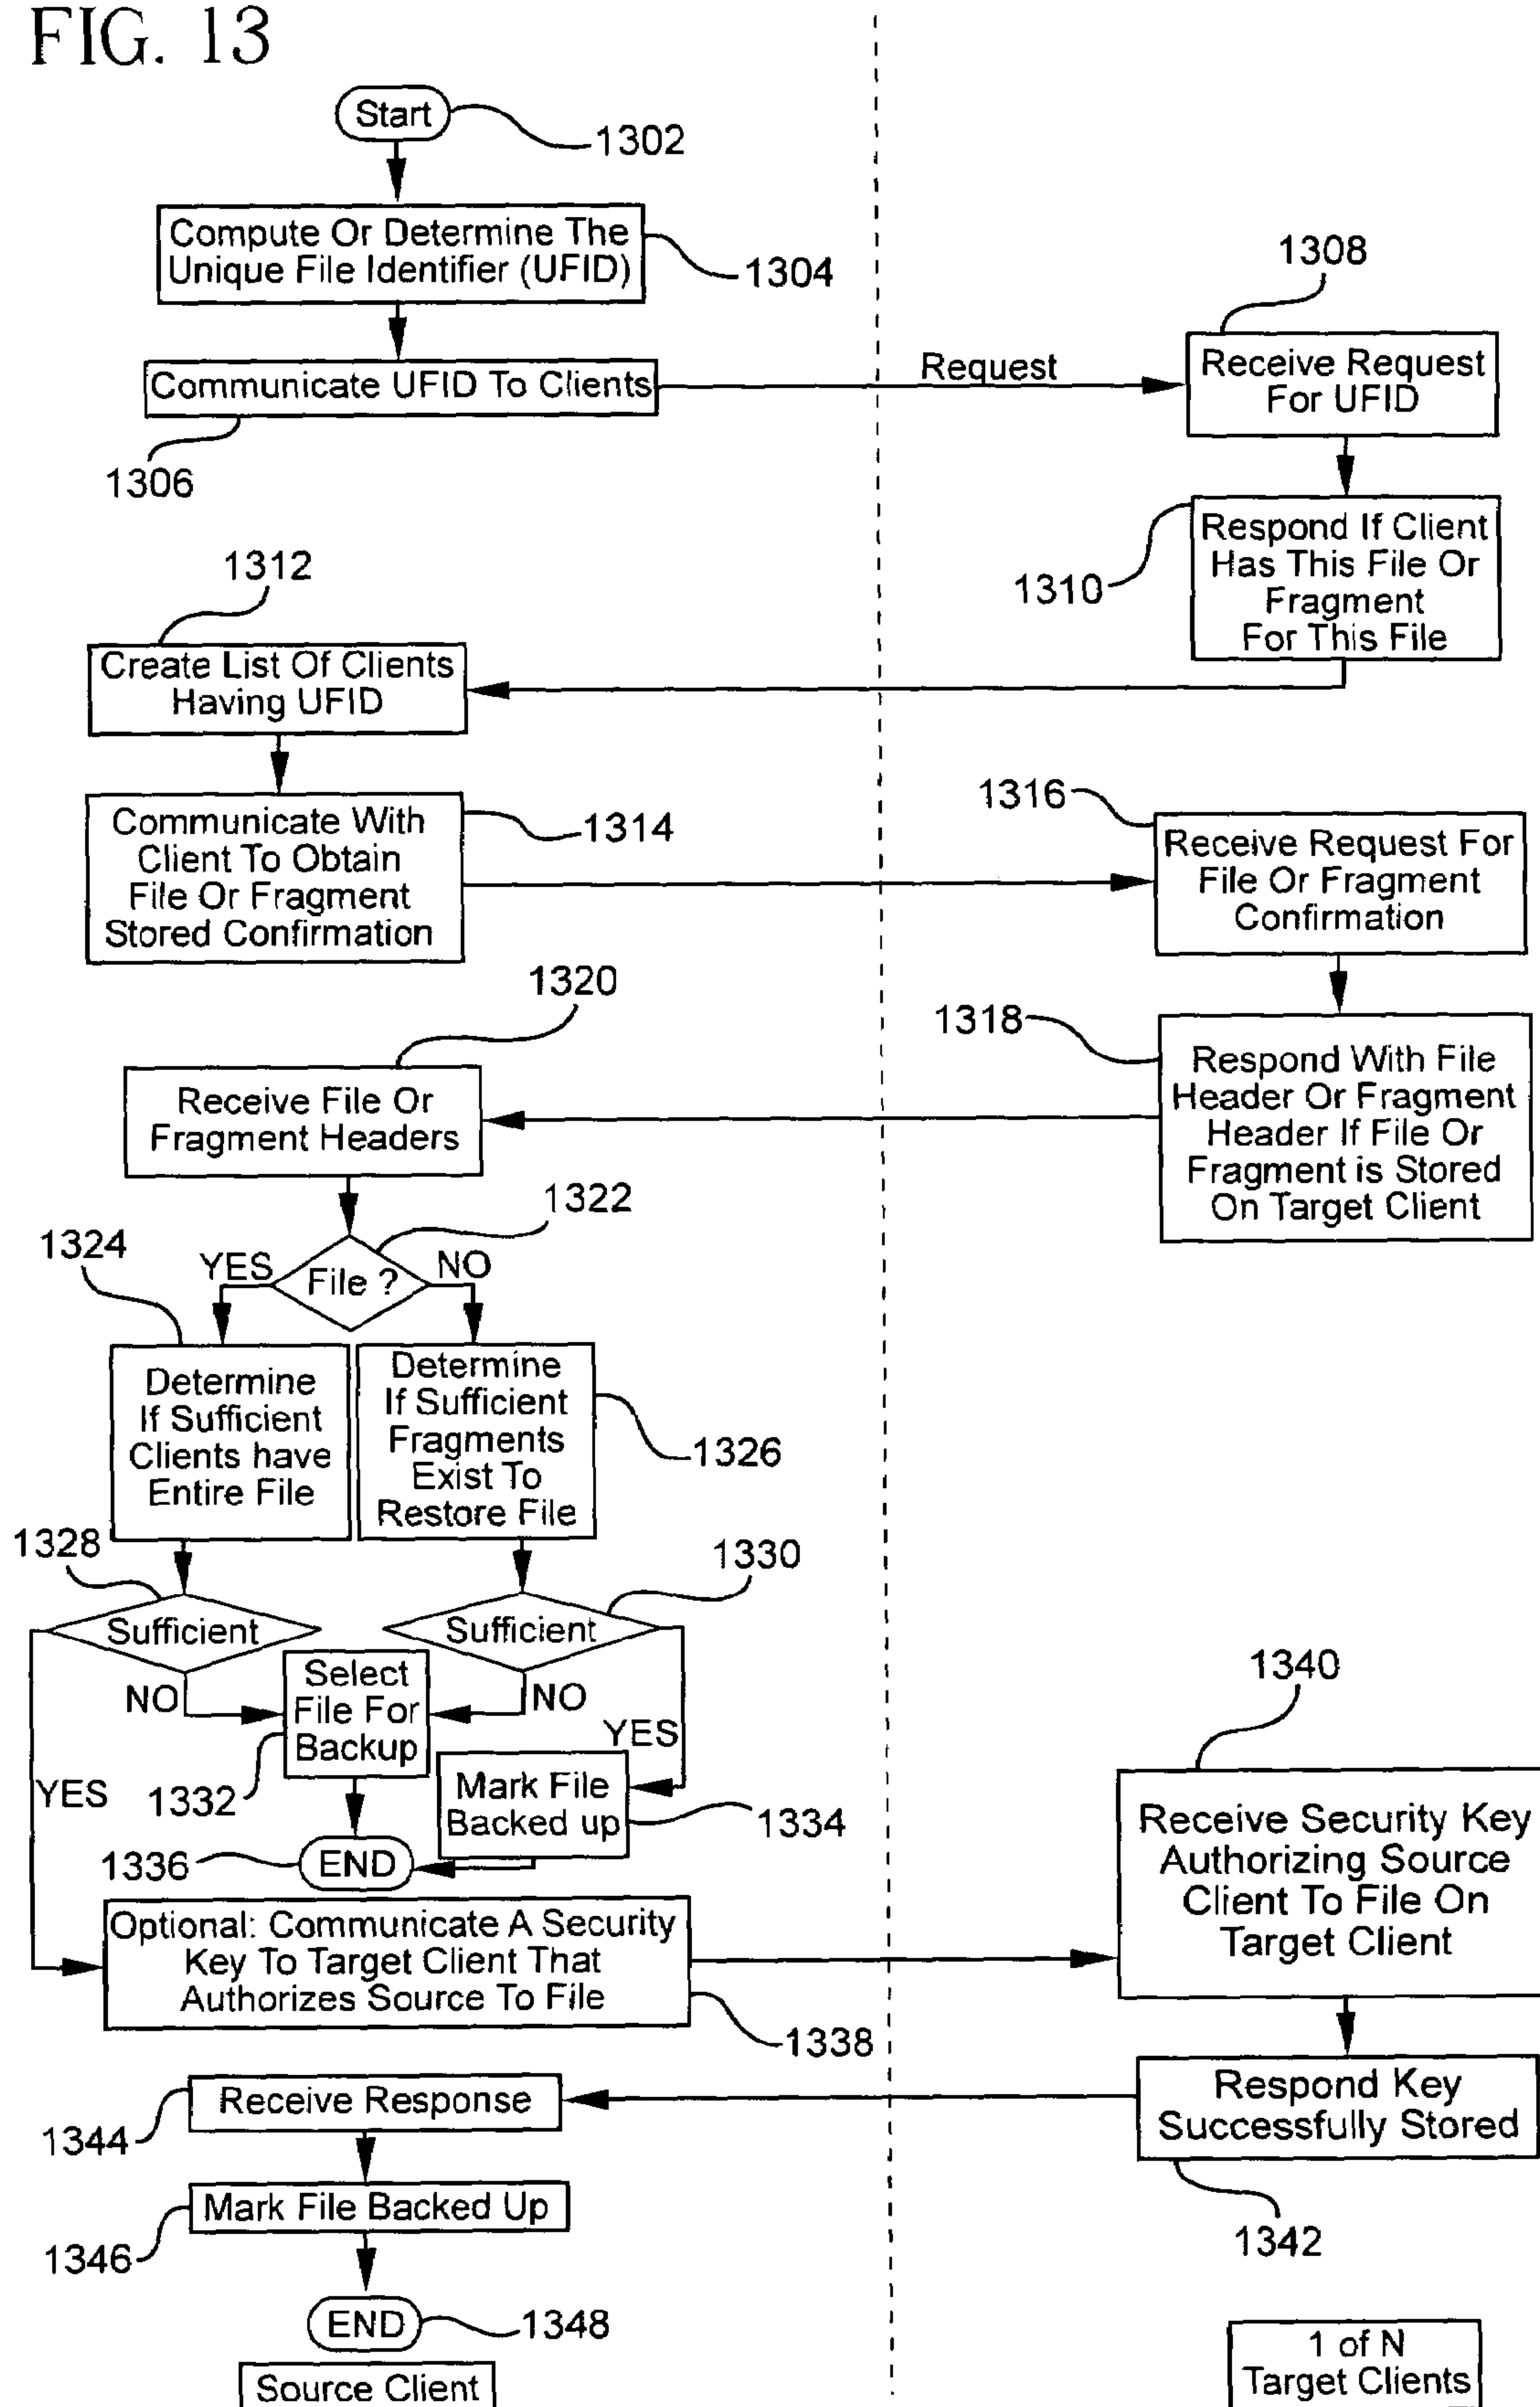 FIG. 13
Start
1302
Compute Or Determine The
Unique File Identifier (UFID)
1304
Communicate UFID To Clients
1306
Request
1308
Receive Request
For UFID
1310
Respond If Client
Has This File Or
Fragment
For This File
1312
Create List Of Clients
Having UFID
Communicate With
Client To Obtain
File Or Fragment
Stored Confirmation
1314
1316
Receive Request For
File Or Fragment
Confirmation
1318
Respond With File
Header Or Fragment
Header If File Or
Fragment is Stored
On Target Client
1320
Receive File Or
Fragment Headers
1322
File ?
YES
NO
1324
Determine
If Sufficient
Clients have
Entire File
Determine
If Sufficient
Fragments
Exist To
Restore File
1326
1328
Sufficient
1330
Sufficient
NO
NO
YES
YES
Select
File For
Backup
1332
Mark File
Backed up
1334
1336
END
Optional: Communicate A Security
Key To Target Client That
Authorizes Source To File
1338
1340
Receive Security Key
Authorizing Source
Client To File On
Target Client
Respond Key
Successfully Stored
1342
Receive Response
1344
Mark File Backed Up
1346
END
1348
Source Client
1 of N
Target Clients